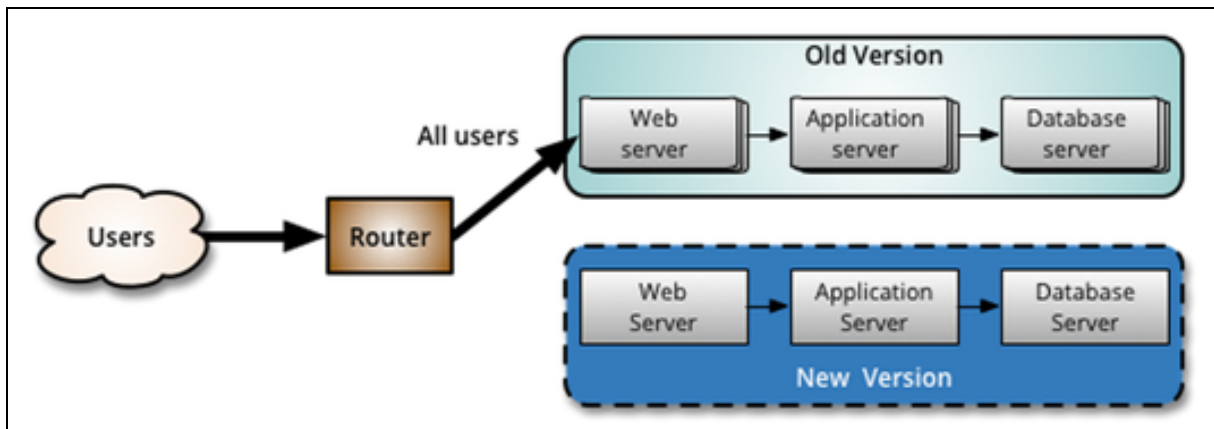 Old Version
Web
server
Application
server
Database
server
All users
Users
Router
Web
Server
Application
Server
Database
Server
New Version